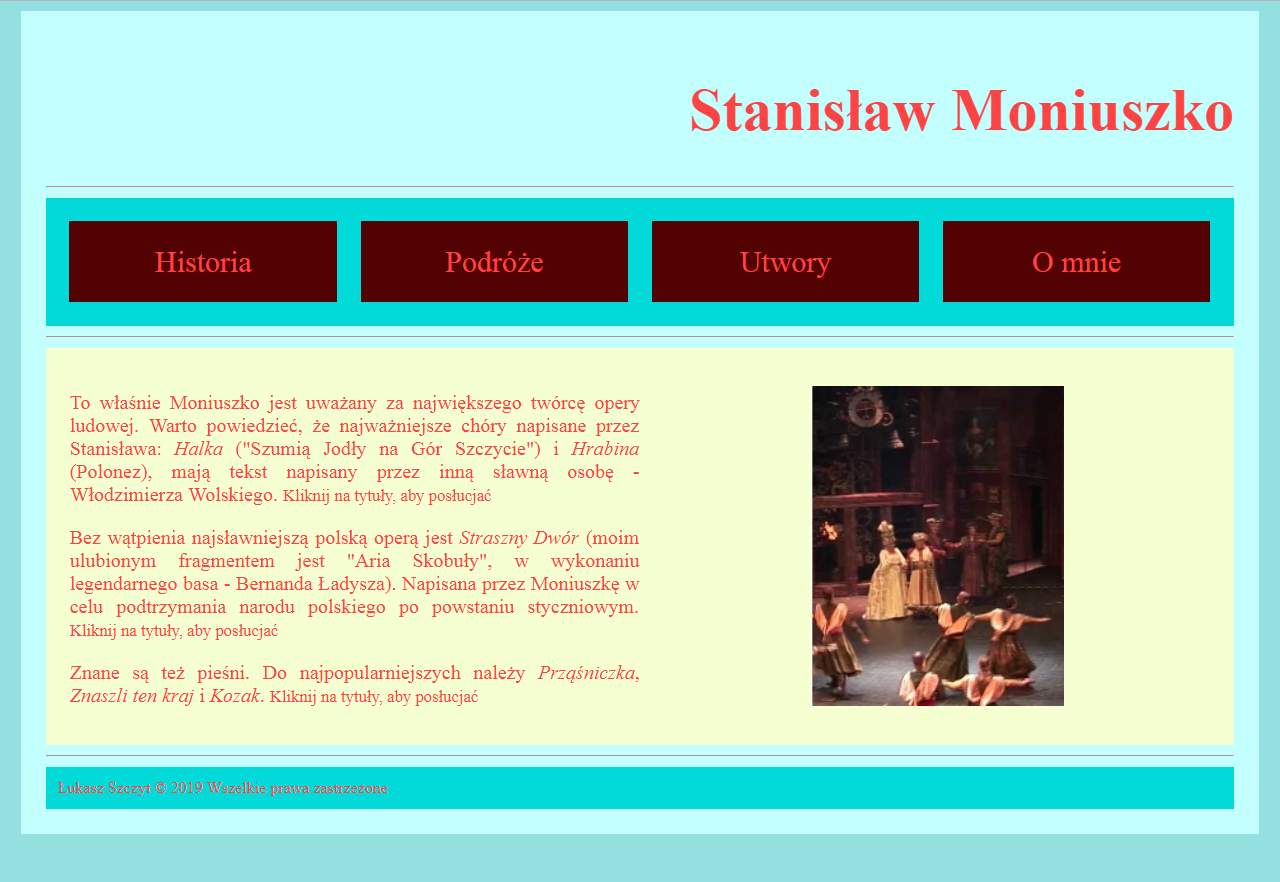 Stanisław Moniuszko
Historia
Podróże
Utwory
O mnie
To właśnie Moniuszko jest uważany za największego twórcę opery
ludowej. Warto powiedzieć, że najważniejsze chóry napisane przez
Stanisława: Halka ("Szumią Jodły na Gór Szczycie") i Hrabina
(Polonez), mają tekst napisany przez inną sławną osobę -
Włodzimierza Wolskiego. Kliknij na tytuły, aby posłucjać
Bez wątpienia najsławniejszą polską operą jest Straszny Dwór (moim
ulubionym fragmentem jest "Aria Skobuły", w wykonaniu
legendarnego basa - Bernanda Ładysza). Napisana przez Moniuszkę w
celu podtrzymania narodu polskiego po powstaniu styczniowym.
Kliknij na tytuły, aby posłucjać
Znane są też pieśni. Do najpopularniejszych należy Prząśniczka,
Znaszli ten kraj i Kozak. Kliknij na tytuły, aby posłucjać
Łukasz Szczyt © 2019 Wszelkie prawa zastrzeżone